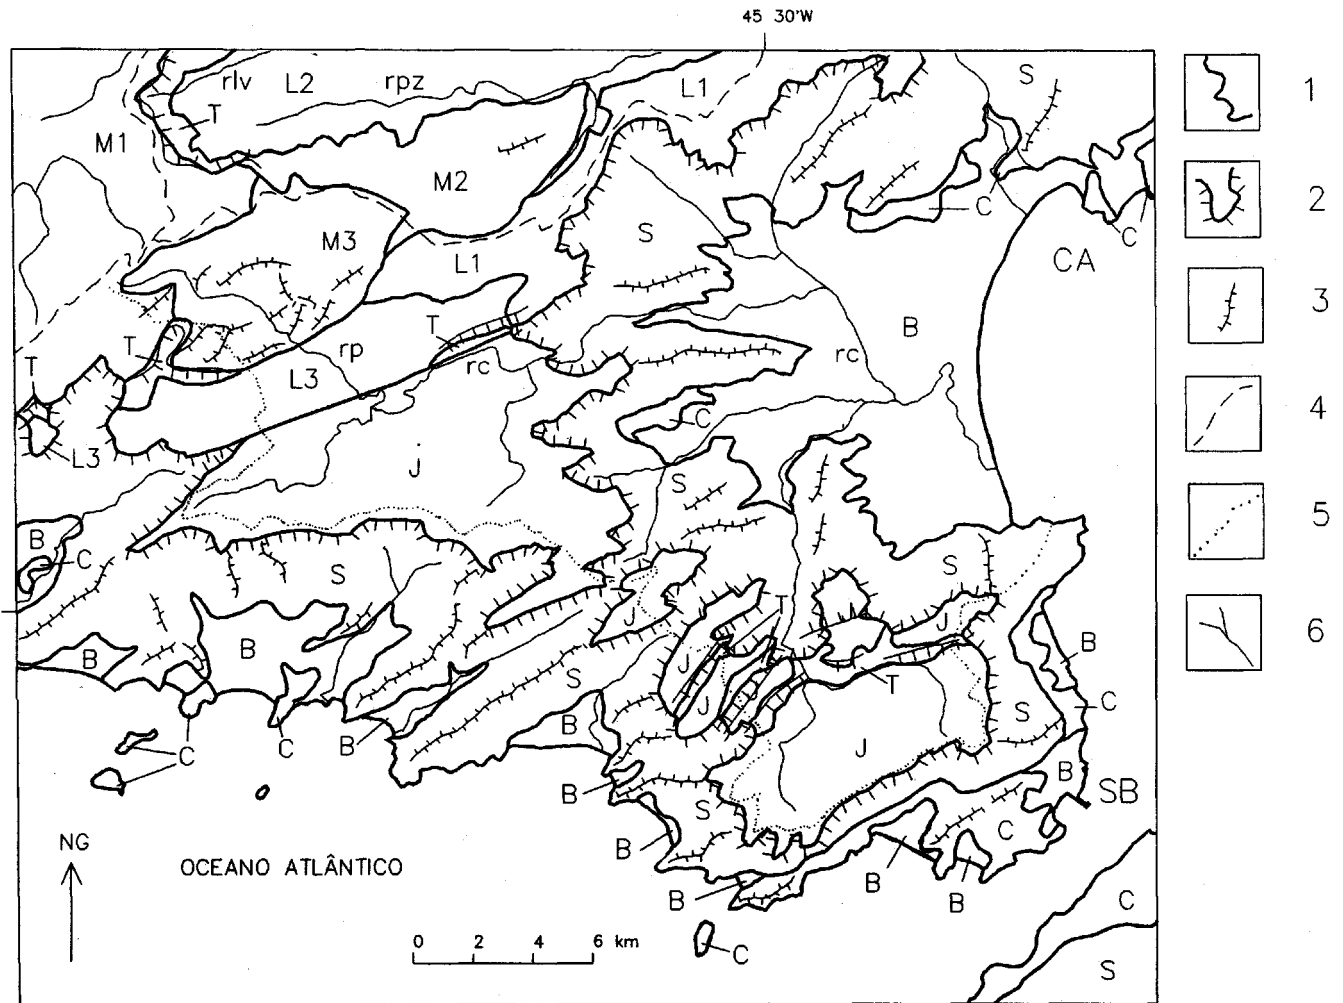 45 30'W
rlv L2 rpz L1 S 1
T
M1
M2 2
C
M3 S C
L1 CA
B 3
T
T rp rc rc
T L3
C 4
L3 j
S
B 5
C S S
T
J J
B B J B 6
S T
J J S C
B
C C B J
B
B S SB
C
NG
B
OCEANO ATLÂNTICO B
B B C
0 2 4 6 km
C
S